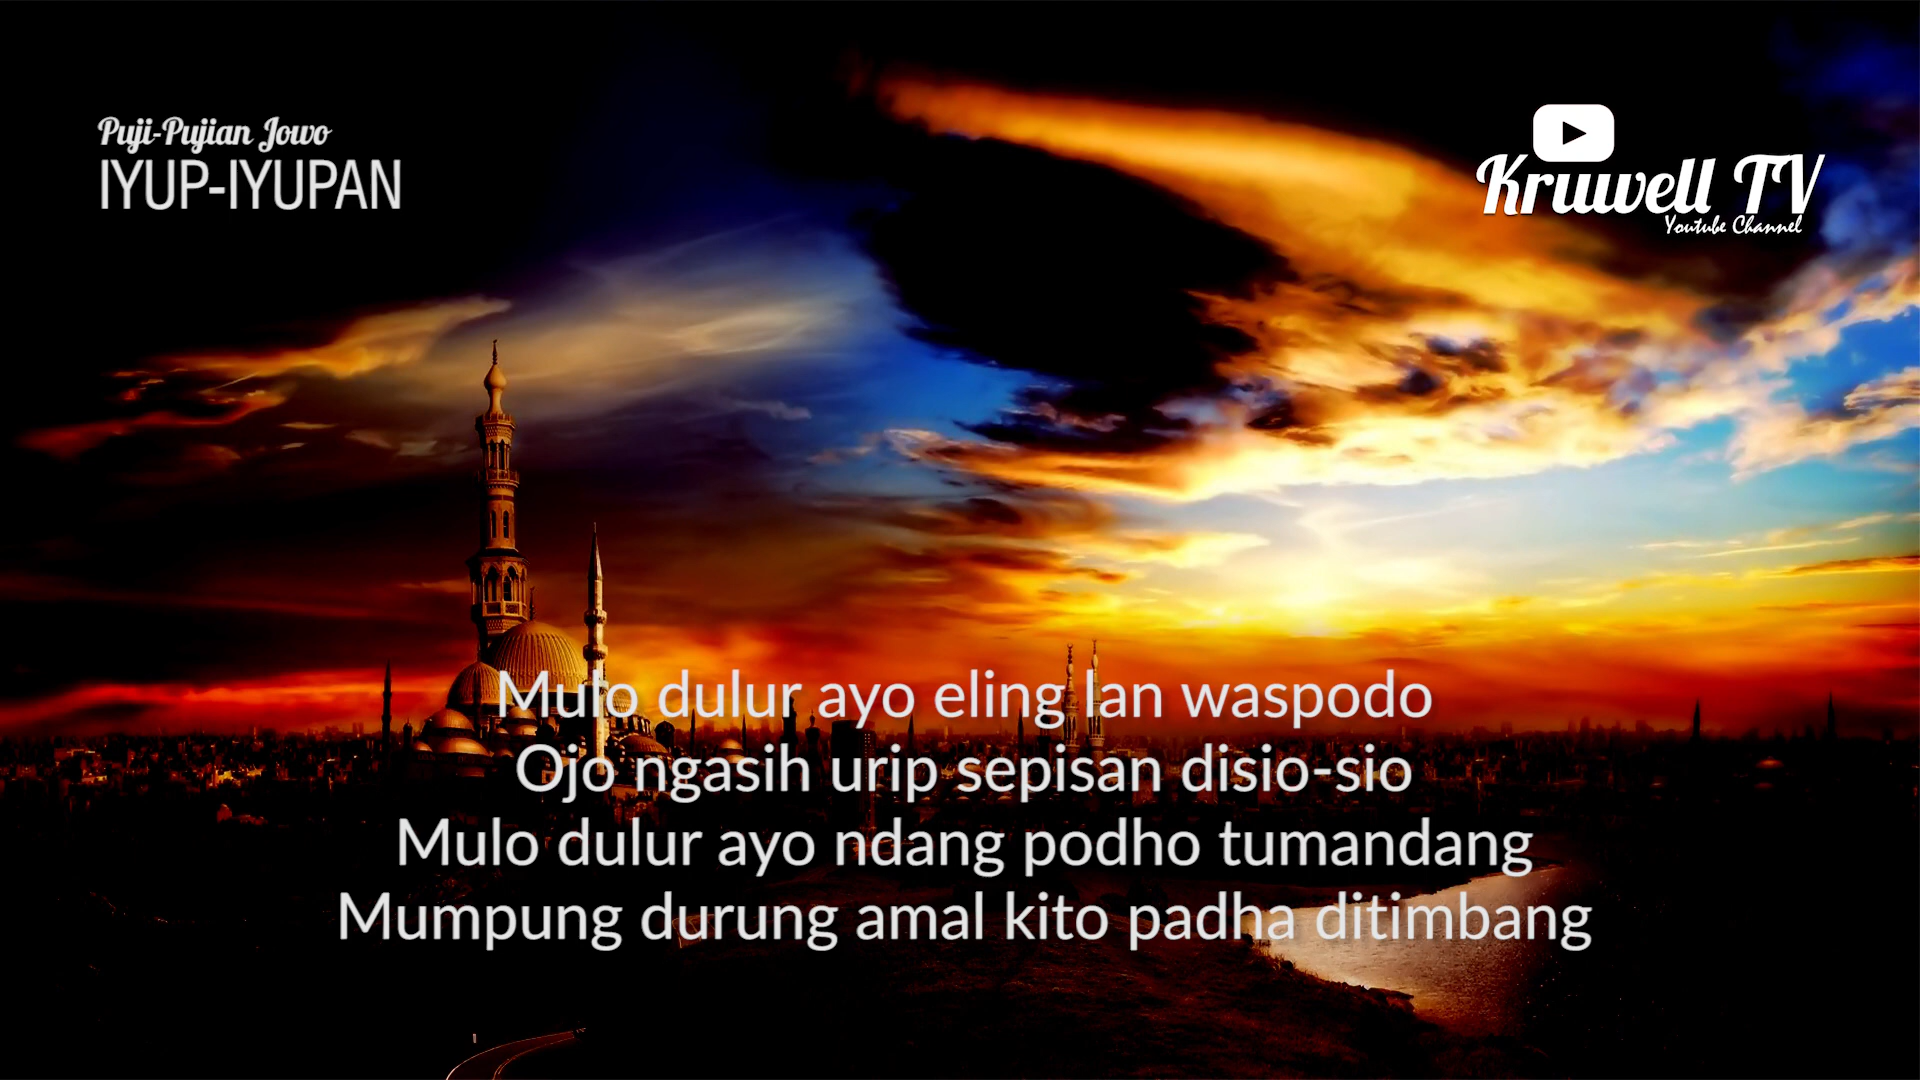 Puji-Pujian Jowo
IYUP-IYUPAN
Kruwell TV
Youtube Channel
Mulo dulur ayo eling lan waspodo
Ojo ngasih urip sepisan disio-sio
Mulo dulur ayo ndang podho tumandang
Mumpung durung amal kito padha ditimbang